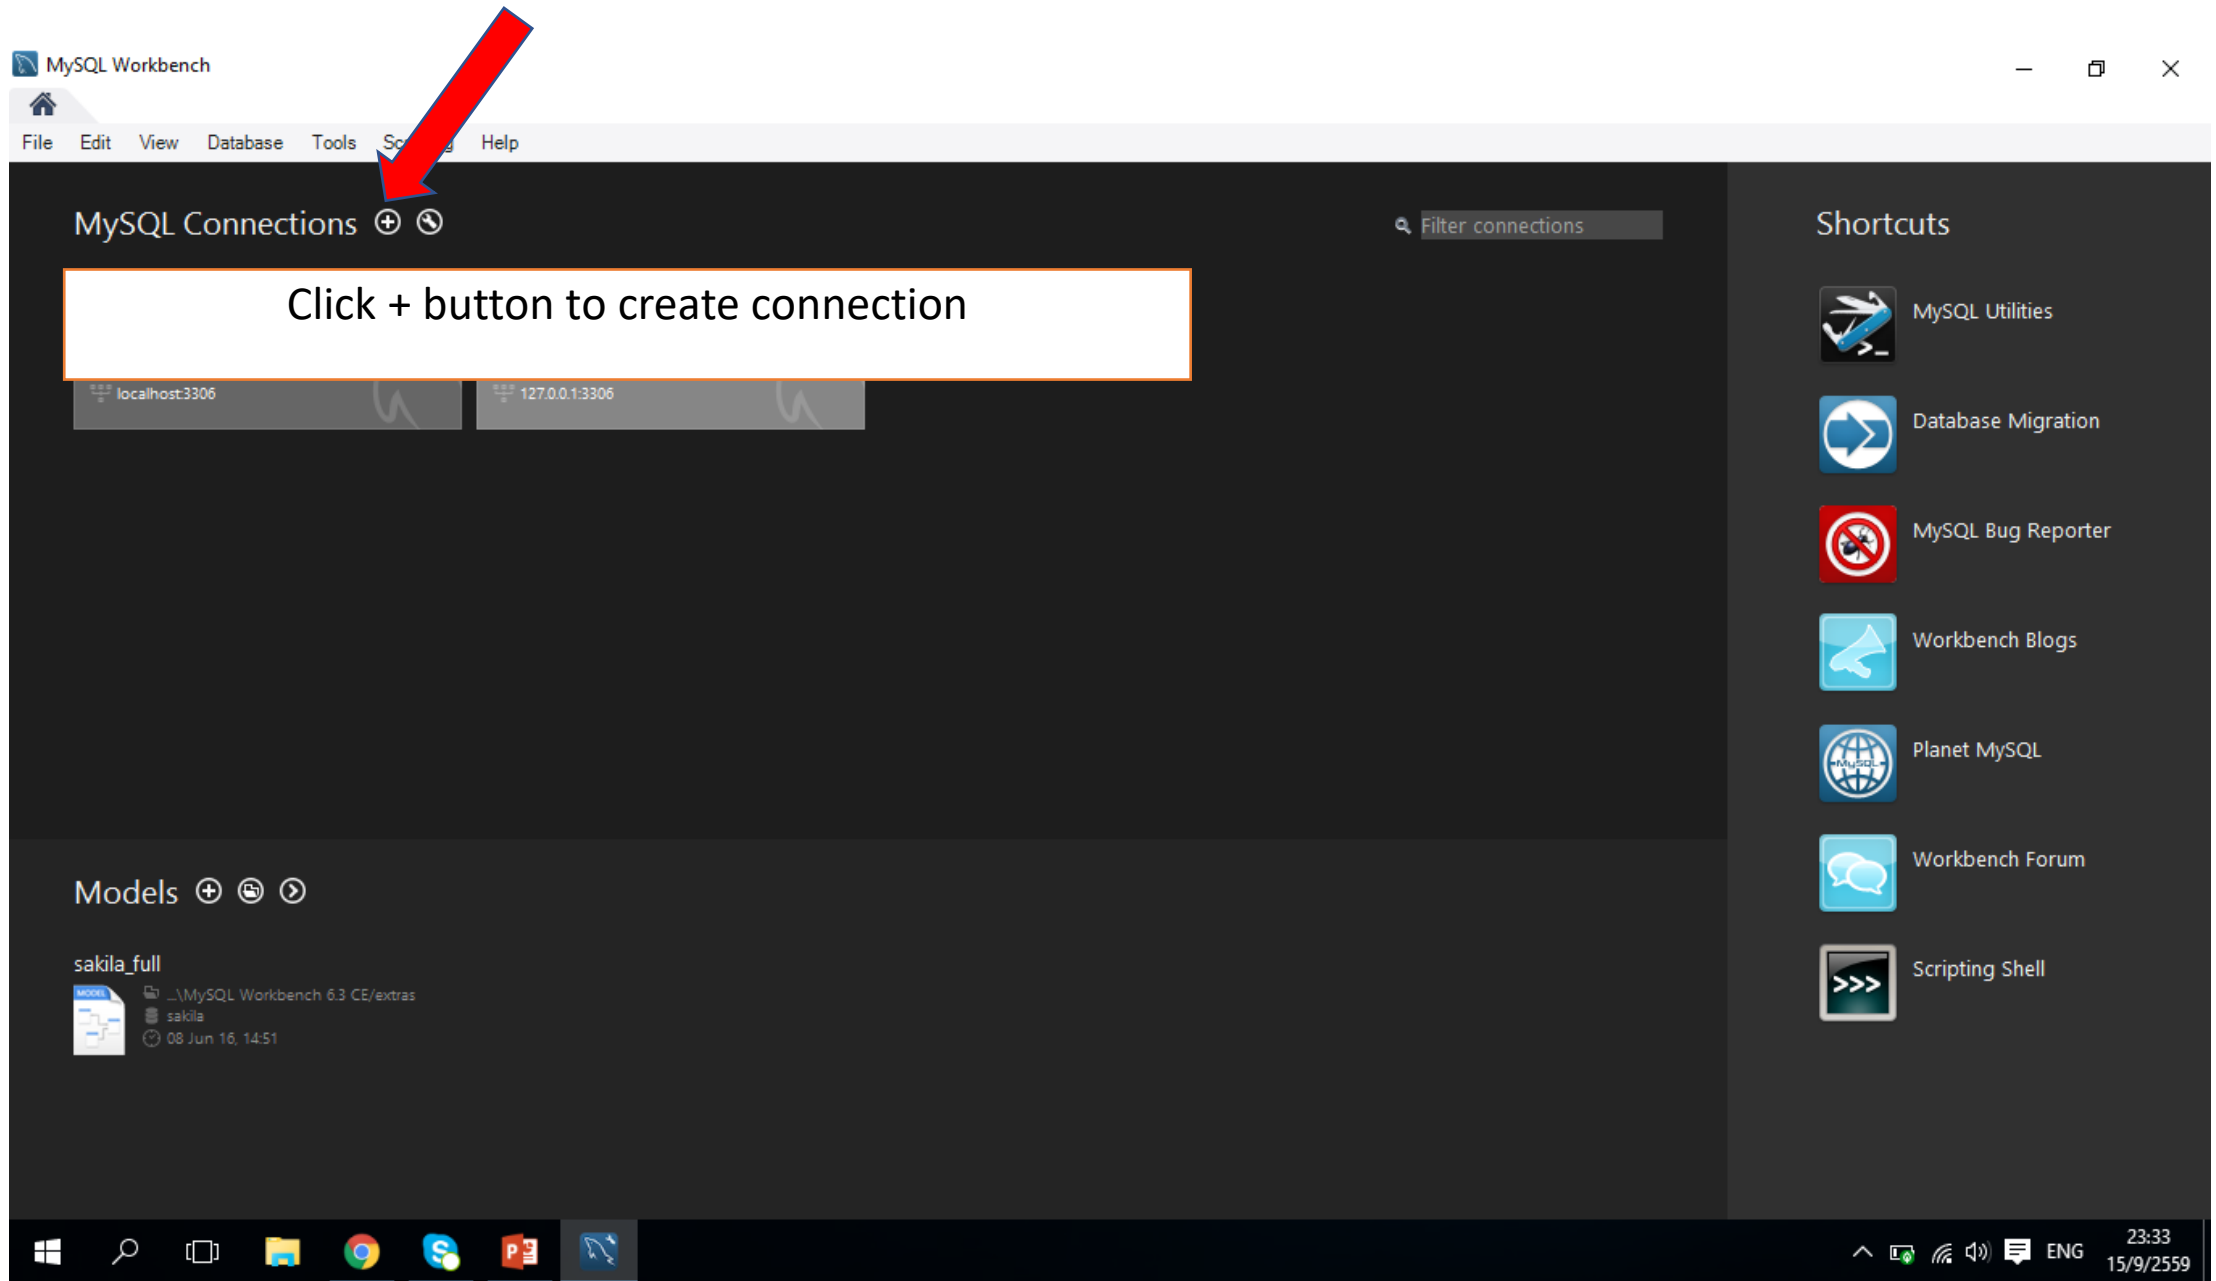 MySQL Workbench
File Edit View Database Tools Help
MySQL Connections
Filter connections
Click + button to create connection
localhost:3306
127.0.0.1:3306
Shortcuts
MySQL Utilities
Database Migration
MySQL Bug Reporter
Workbench Blogs
Planet MySQL
Workbench Forum
Scripting Shell
Models
sakila_full
MODEL
...\MySQL Workbench 6.3 CE/extras
sakila
08 Jun 16, 14:51
ENG
23:33
15/9/2559